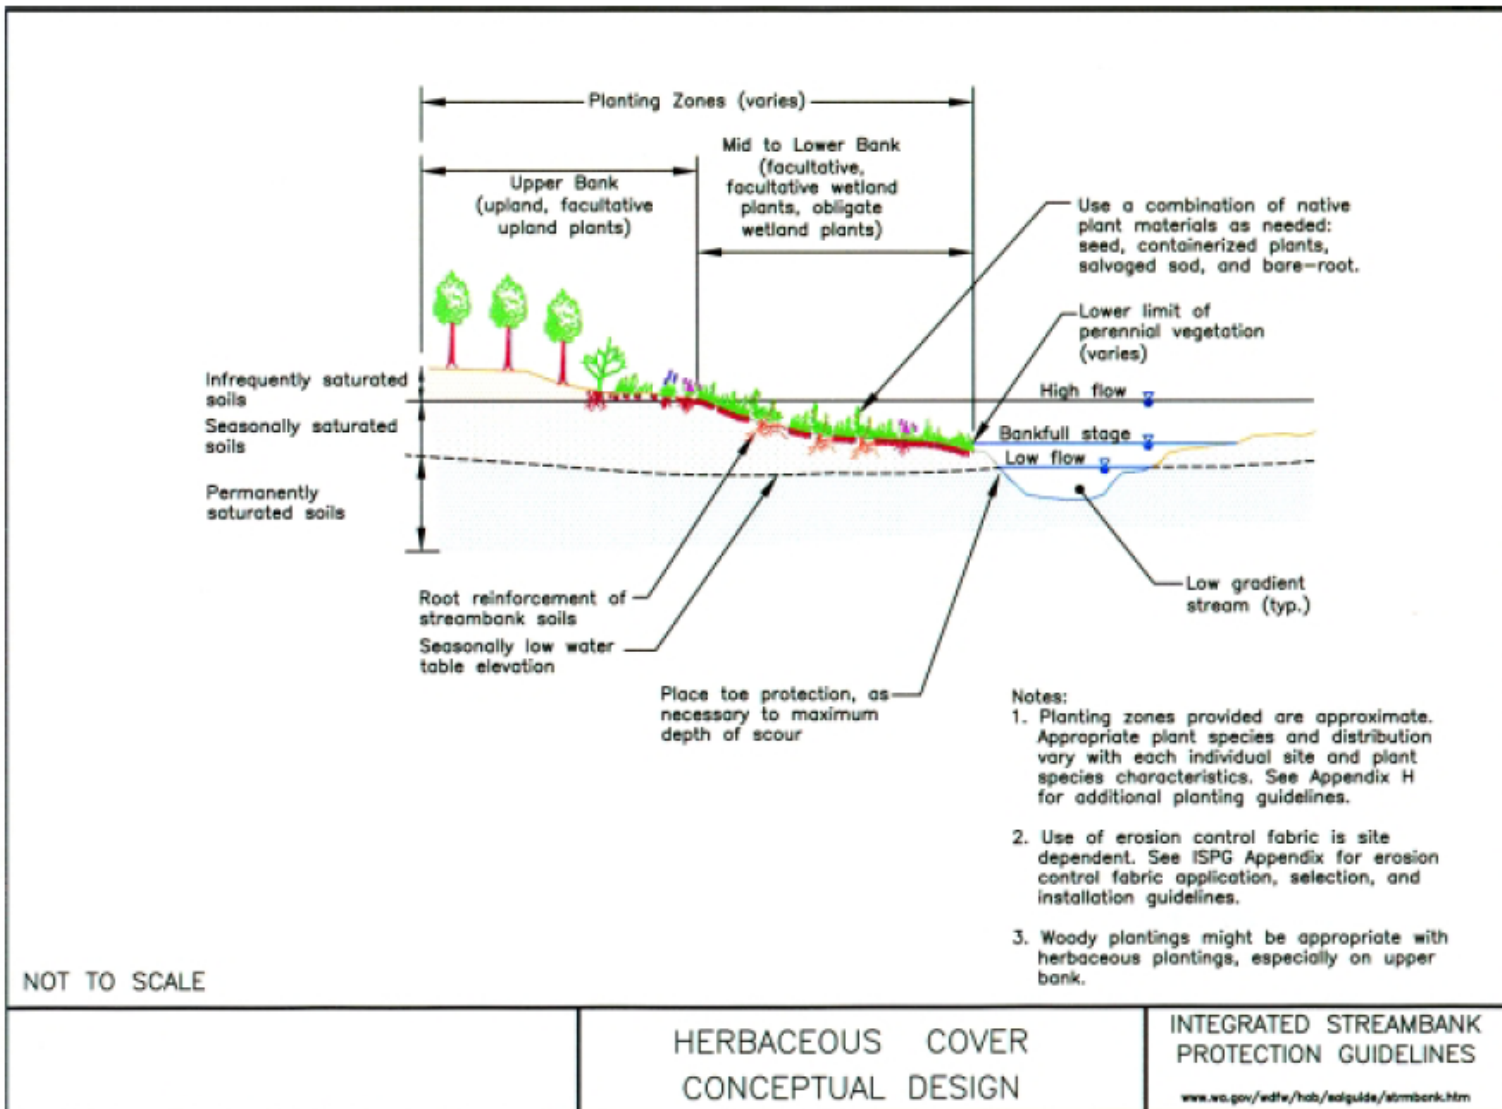 Planting Zones (varies)
Mid to Lower Bank
(facultative,
facultative wetland
plants, obligate
wetland plants)
Upper Bank
(upland, facultative
upland plants)
Use a combination of native
plant materials as needed:
seed, containerized plants,
salvaged sod, and bare-root.
Lower limit of
perennial vegetation
(varies)
High flow
Bankfull stage
Low flow
Infrequently saturated
soils
Seasonally saturated
soils
Permanently
saturated soils
Root reinforcement of
streambank soils
Seasonally low water
table elevation
Place toe protection, as
necessary to maximum
depth of scour
Low gradient
stream (typ.)
Notes:
1. Planting zones provided are approximate.
Appropriate plant species and distribution
vary with each individual site and plant
species characteristics. See Appendix H
for additional planting guidelines.
2. Use of erosion control fabric is site
dependent. See ISPG Appendix for erosion
control fabric application, selection, and
installation guidelines.
3. Woody plantings might be appropriate with
herbaceous plantings, especially on upper
bank.
NOT TO SCALE
HERBACEOUS COVER
CONCEPTUAL DESIGN
INTEGRATED STREAMBANK
PROTECTION GUIDELINES
www.wa.gov/wdfw/hab/salguide/strmbank.htm